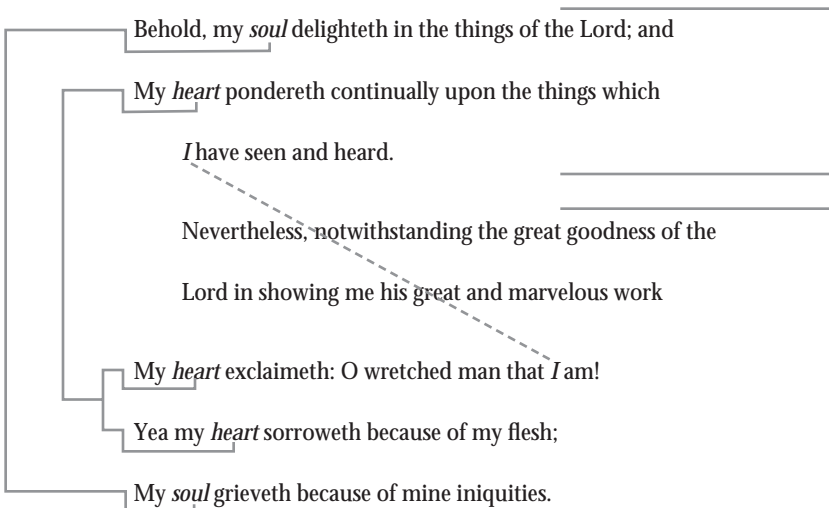 Behold, my soul delighteth in the things of the Lord; and
My heart pondereth continually upon the things which
I have seen and heard.
Nevertheless, notwithstanding the great goodness of the
Lord in showing me his great and marvelous work
My heart exclaimeth: O wretched man that I am!
Yea my heart sorroweth because of my flesh;
My soul grieveth because of mine iniquities.